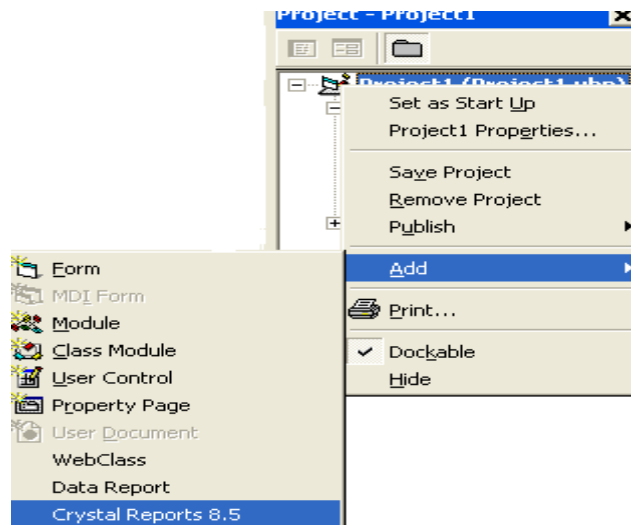 Project - Project1
Project1 (Project1.vbp)
Set as Start Up
Project1 Properties...
Save Project
Remove Project
Publish
Add
Print...
Dockable
Hide
Form
MDI Form
Module
Class Module
User Control
Property Page
User Document
WebClass
Data Report
Crystal Reports 8.5